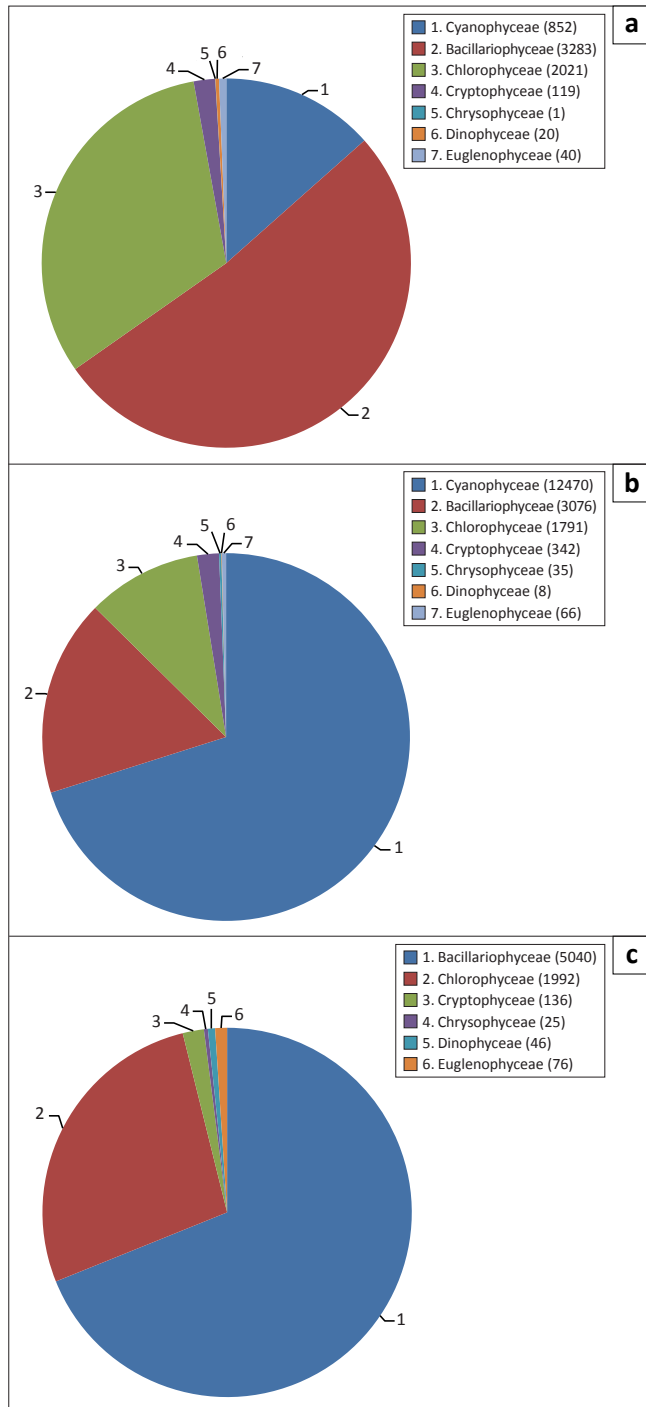 a
1. Cyanophyceae (852)
2. Bacillariophyceae (3283)
3. Chlorophyceae (2021)
4. Cryptophyceae (119)
5. Chrysophyceae (1)
6. Dinophyceae (20)
7. Euglenophyceae (40)
5 6
4 7
1
3
2
b
1. Cyanophyceae (12470)
2. Bacillariophyceae (3076)
3. Chlorophyceae (1791)
4. Cryptophyceae (342)
5. Chrysophyceae (35)
6. Dinophyceae (8)
7. Euglenophyceae (66)
5 6
4 7
3
2
1
c
1. Bacillariophyceae (5040)
2. Chlorophyceae (1992)
3. Cryptophyceae (136)
4. Chrysophyceae (25)
5. Dinophyceae (46)
6. Euglenophyceae (76)
5
4 6
3
2
1